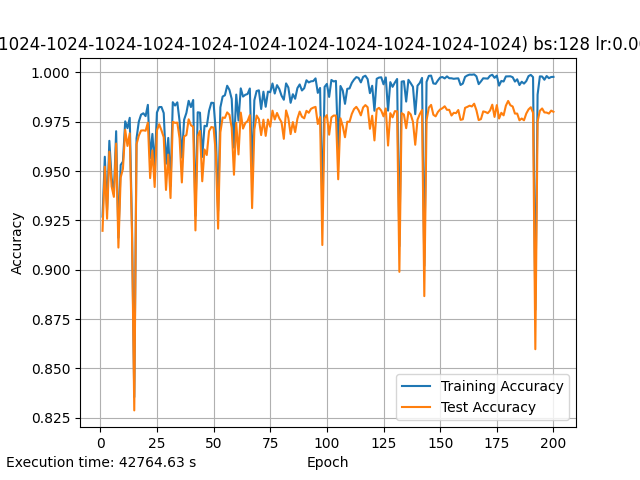 1024-1024-1024-1024-1024-1024-1024-1024-1024-1024-1024-1024) bs:128 lr:0.0
1.000
0.975
0.950
0.925
0.900
0.875
0.850
0.825
Accuracy
Training Accuracy
Test Accuracy
0 25 50 75 100 125 150 175 200
Execution time: 42764.63 s
Epoch